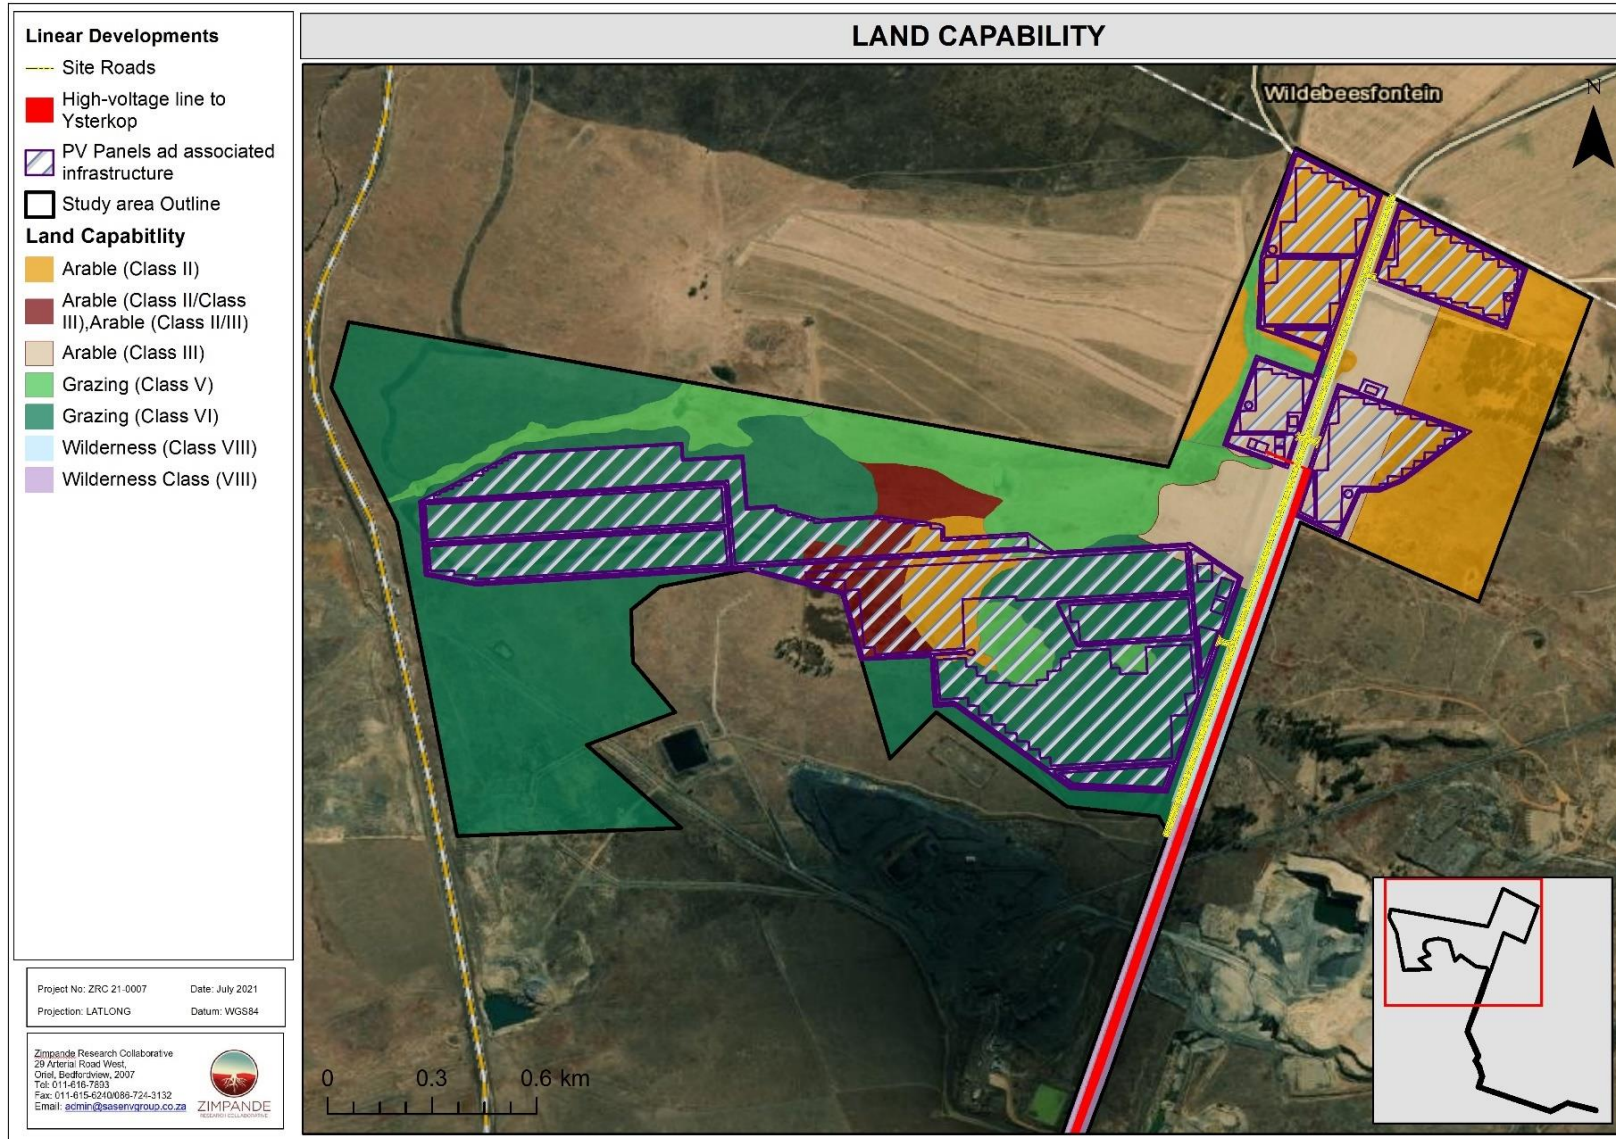 LAND CAPABILITY
Linear Developments
Site Roads
High-voltage line to
Ysterkop
PV Panels ad associated
infrastructure
Study area Outline
Land Capabitlity
Arable (Class II)
Arable (Class II/Class
III),Arable (Class II/III)
Arable (Class III)
Grazing (Class V)
Grazing (Class VI)
Wilderness (Class VIII)
Wilderness Class (VIII)
Wildebeesfontein
N
0 0.3 0.6 km
Project No: ZRC 21-0007 Date: July 2021
Projection: LATLONG Datum: WGS84
Zimpande Research Collaborative
29 Arterial Road West,
Oriel, Bedfordview, 2007
Tel: 011-616-7893
Fax: 011-615-6240/086-724-3132
Email: admin@sasenvgroup.co.za
ZIMPANDE
RESEARCH COLLABORATIVE